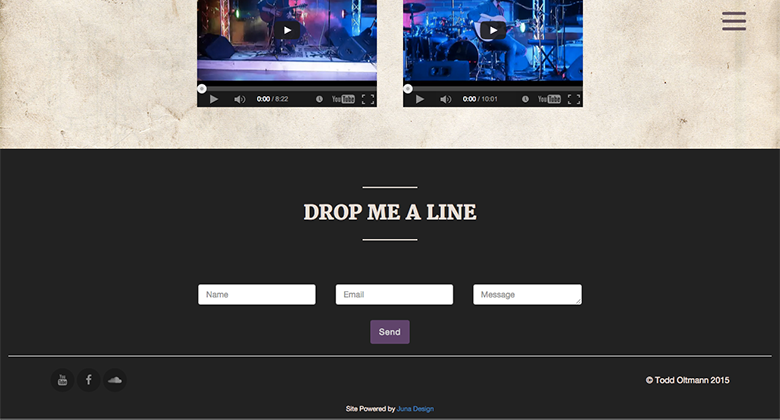 0:00 / 8:22 YouTube
0:00 / 10:01 YouTube
DROP ME A LINE
Name Email Message
Send
You Tube f © Todd Oltmann 2015
Site Powered by Juna Design